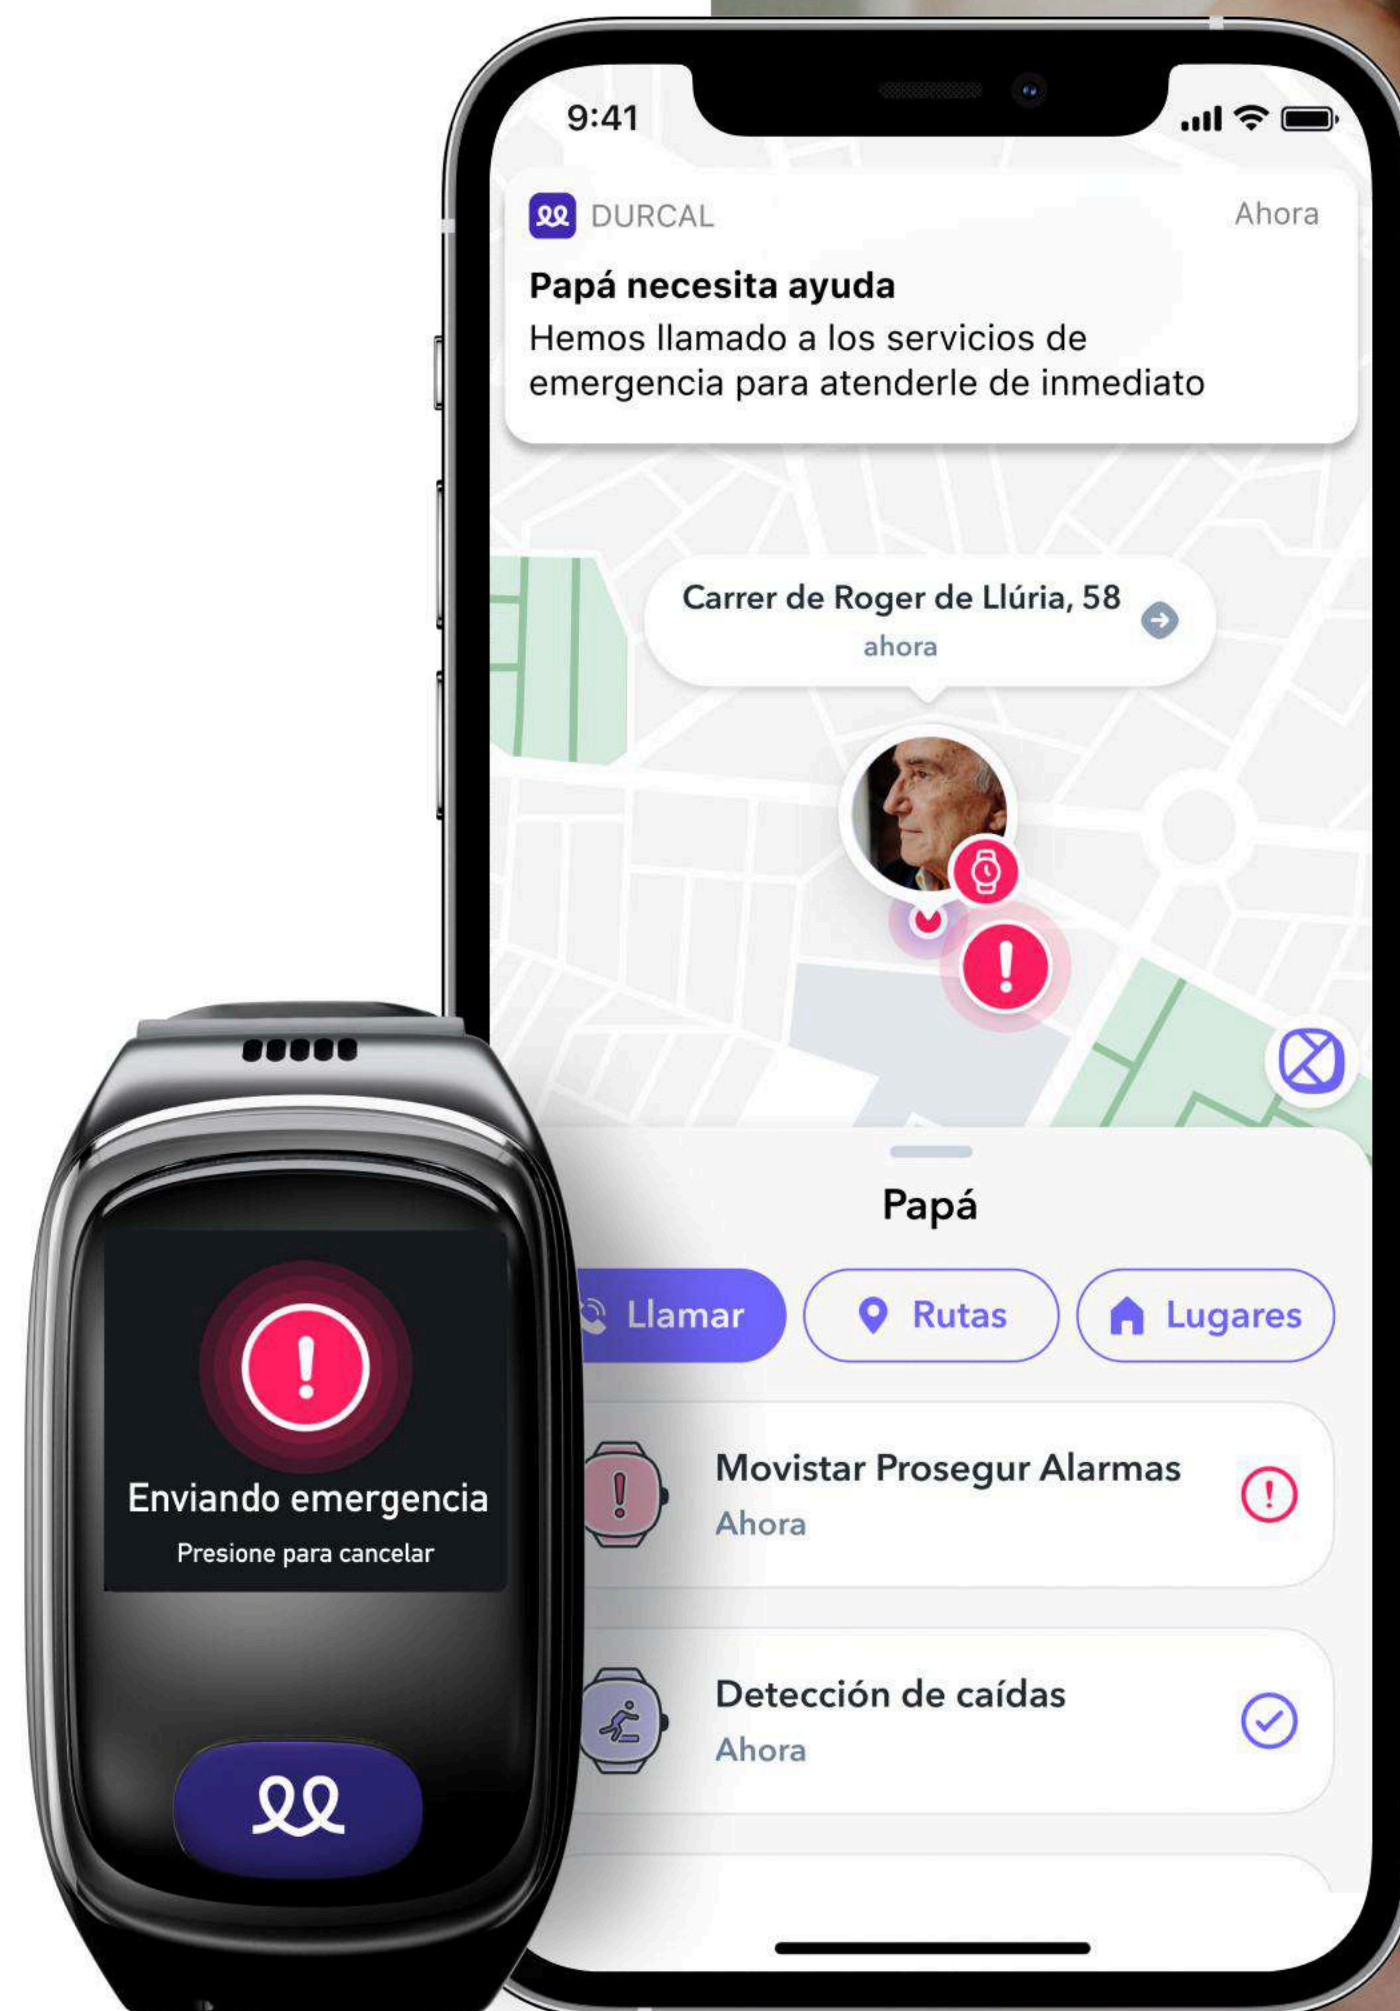 9:41
DURCAL
Ahora
Papá necesita ayuda
Hemos llamado a los servicios de
emergencia para atenderle de inmediato
Carrer de Roger de Llúria, 58
ahora
Papá
Llamar
Rutas
Lugares
Movistar Prosegur Alarmas
Ahora
Detección de caídas
Ahora
Enviando emergencia
Presione para cancelar